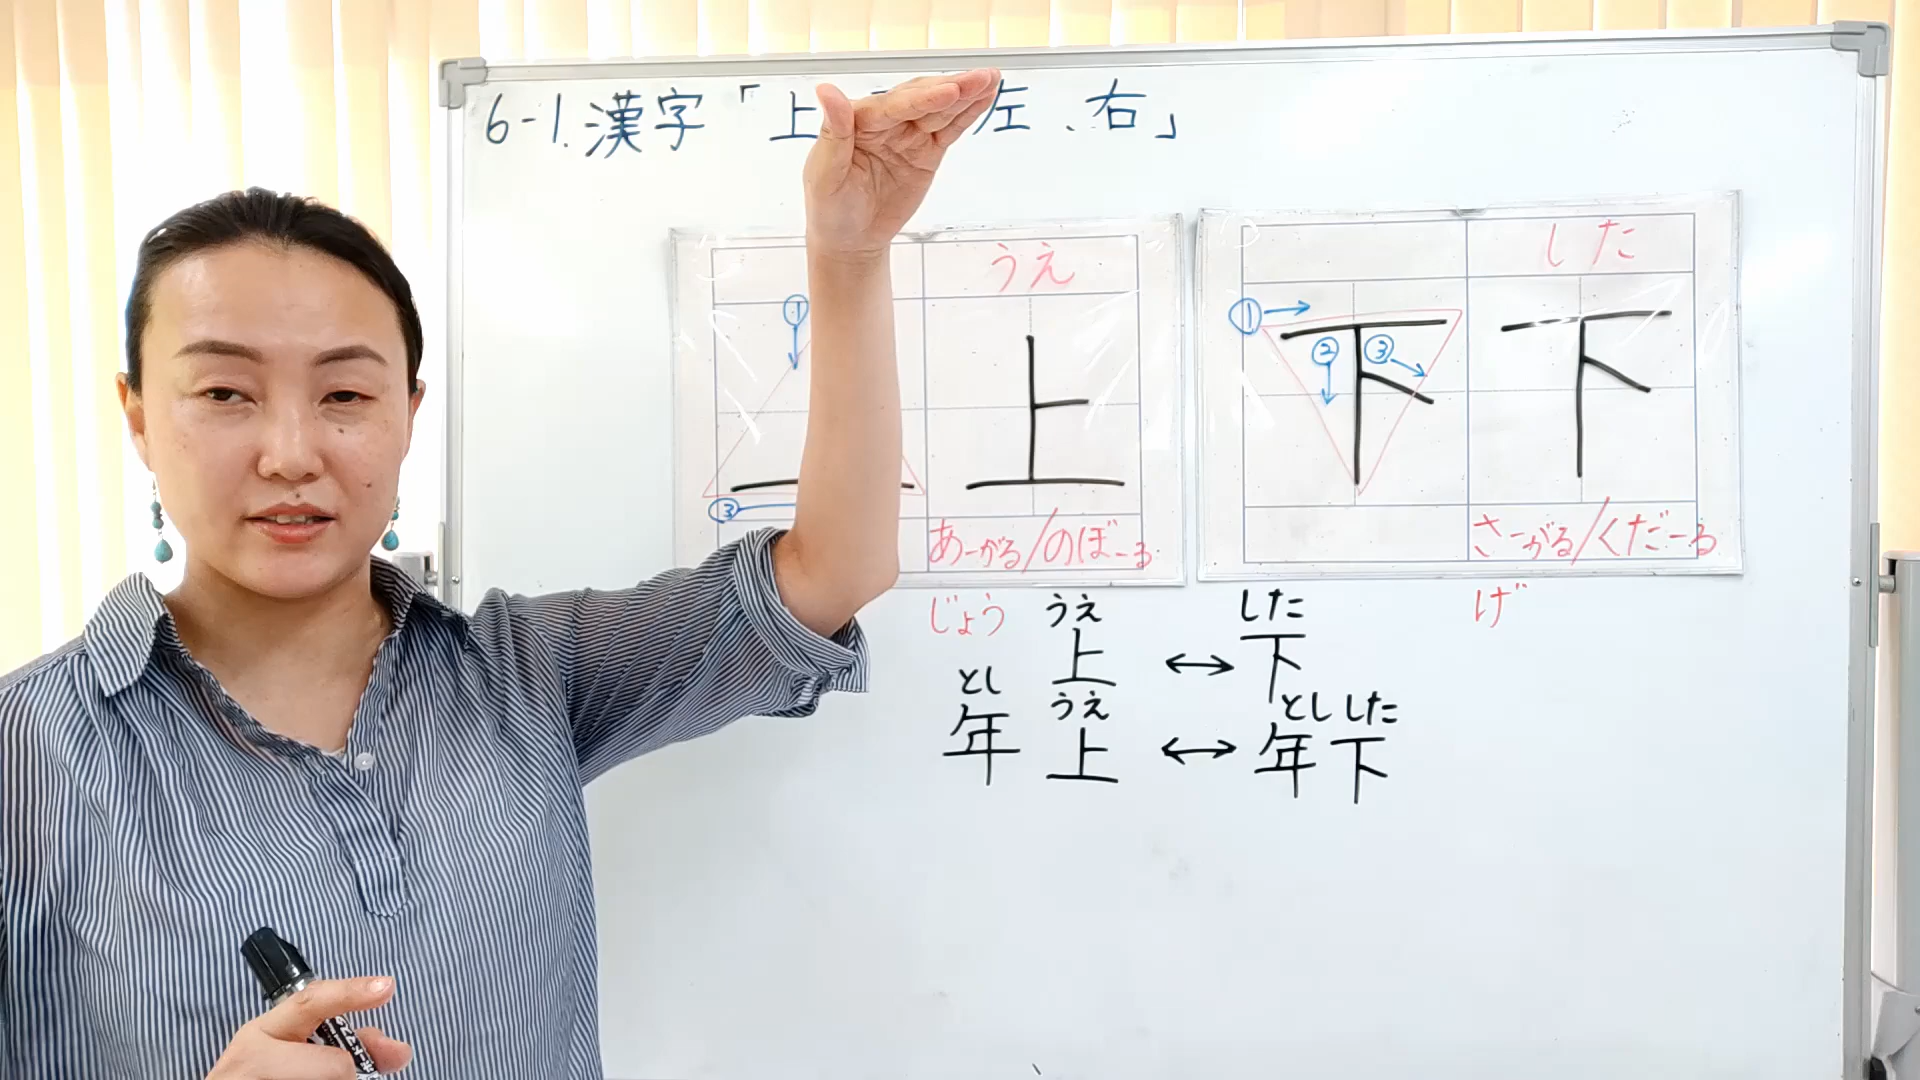 6-1.漢字「上 左、右」
うえ
①
上
③
あ-がる/のぼ-る
じょう
した
①
② ③
下 下
さ-がる/くだ-る
げ
うえ した
上 ↔ 下
とし うえ とし した
年上 ↔ 年下